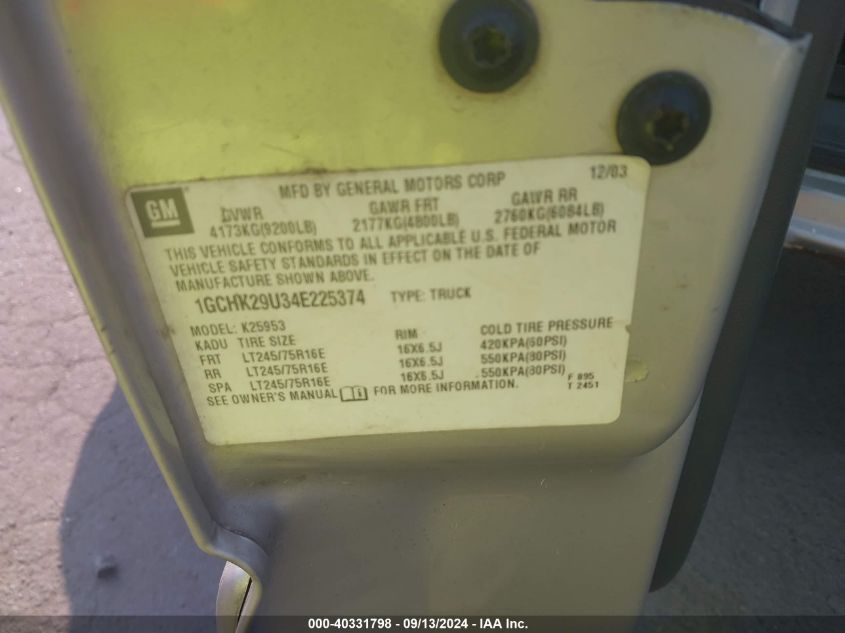 MFD BY GENERAL MOTORS CORP 12/03
GM
GVWR GAWR FRT GAWR RR
4173KG(9200LB) 2177KG(4800LB) 2760KG(6084LB)
THIS VEHICLE CONFORMS TO ALL APPLICABLE U.S. FEDERAL MOTOR
VEHICLE SAFETY STANDARDS IN EFFECT ON THE DATE OF
MANUFACTURE SHOWN ABOVE.
1GCHK29U34E225374 TYPE: TRUCK
MODEL: K25953
KADU TIRE SIZE RIM COLD TIRE PRESSURE
FRT LT245/75R16E 16X6.5J 420KPA(60PSI)
RR LT245/75R16E 16X6.5J 550KPA(80PSI)
SPA LT245/75R16E 16X6.5J 550KPA(80PSI)
SEE OWNER'S MANUAL FOR MORE INFORMATION.
F 895
T 2451
000-40331798 - 09/13/2024 - IAA Inc.